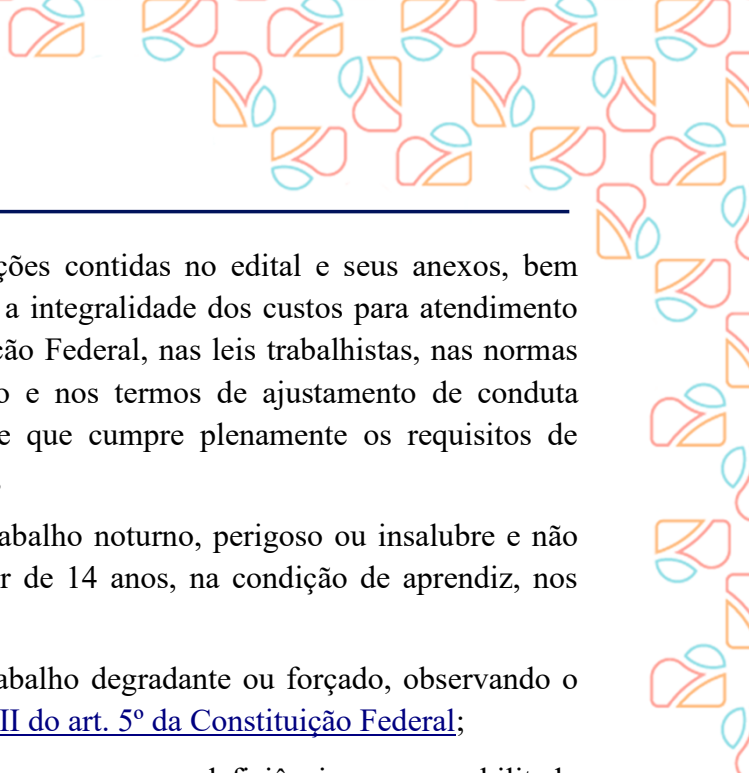 ções contidas no edital e seus anexos, bem
a integralidade dos custos para atendimento
ção Federal, nas leis trabalhistas, nas normas
o e nos termos de ajustamento de conduta
e que cumpre plenamente os requisitos de
abalho noturno, perigoso ou insalubre e não
r de 14 anos, na condição de aprendiz, nos
abalho degradante ou forçado, observando o
II do art. 5º da Constituição Federal;